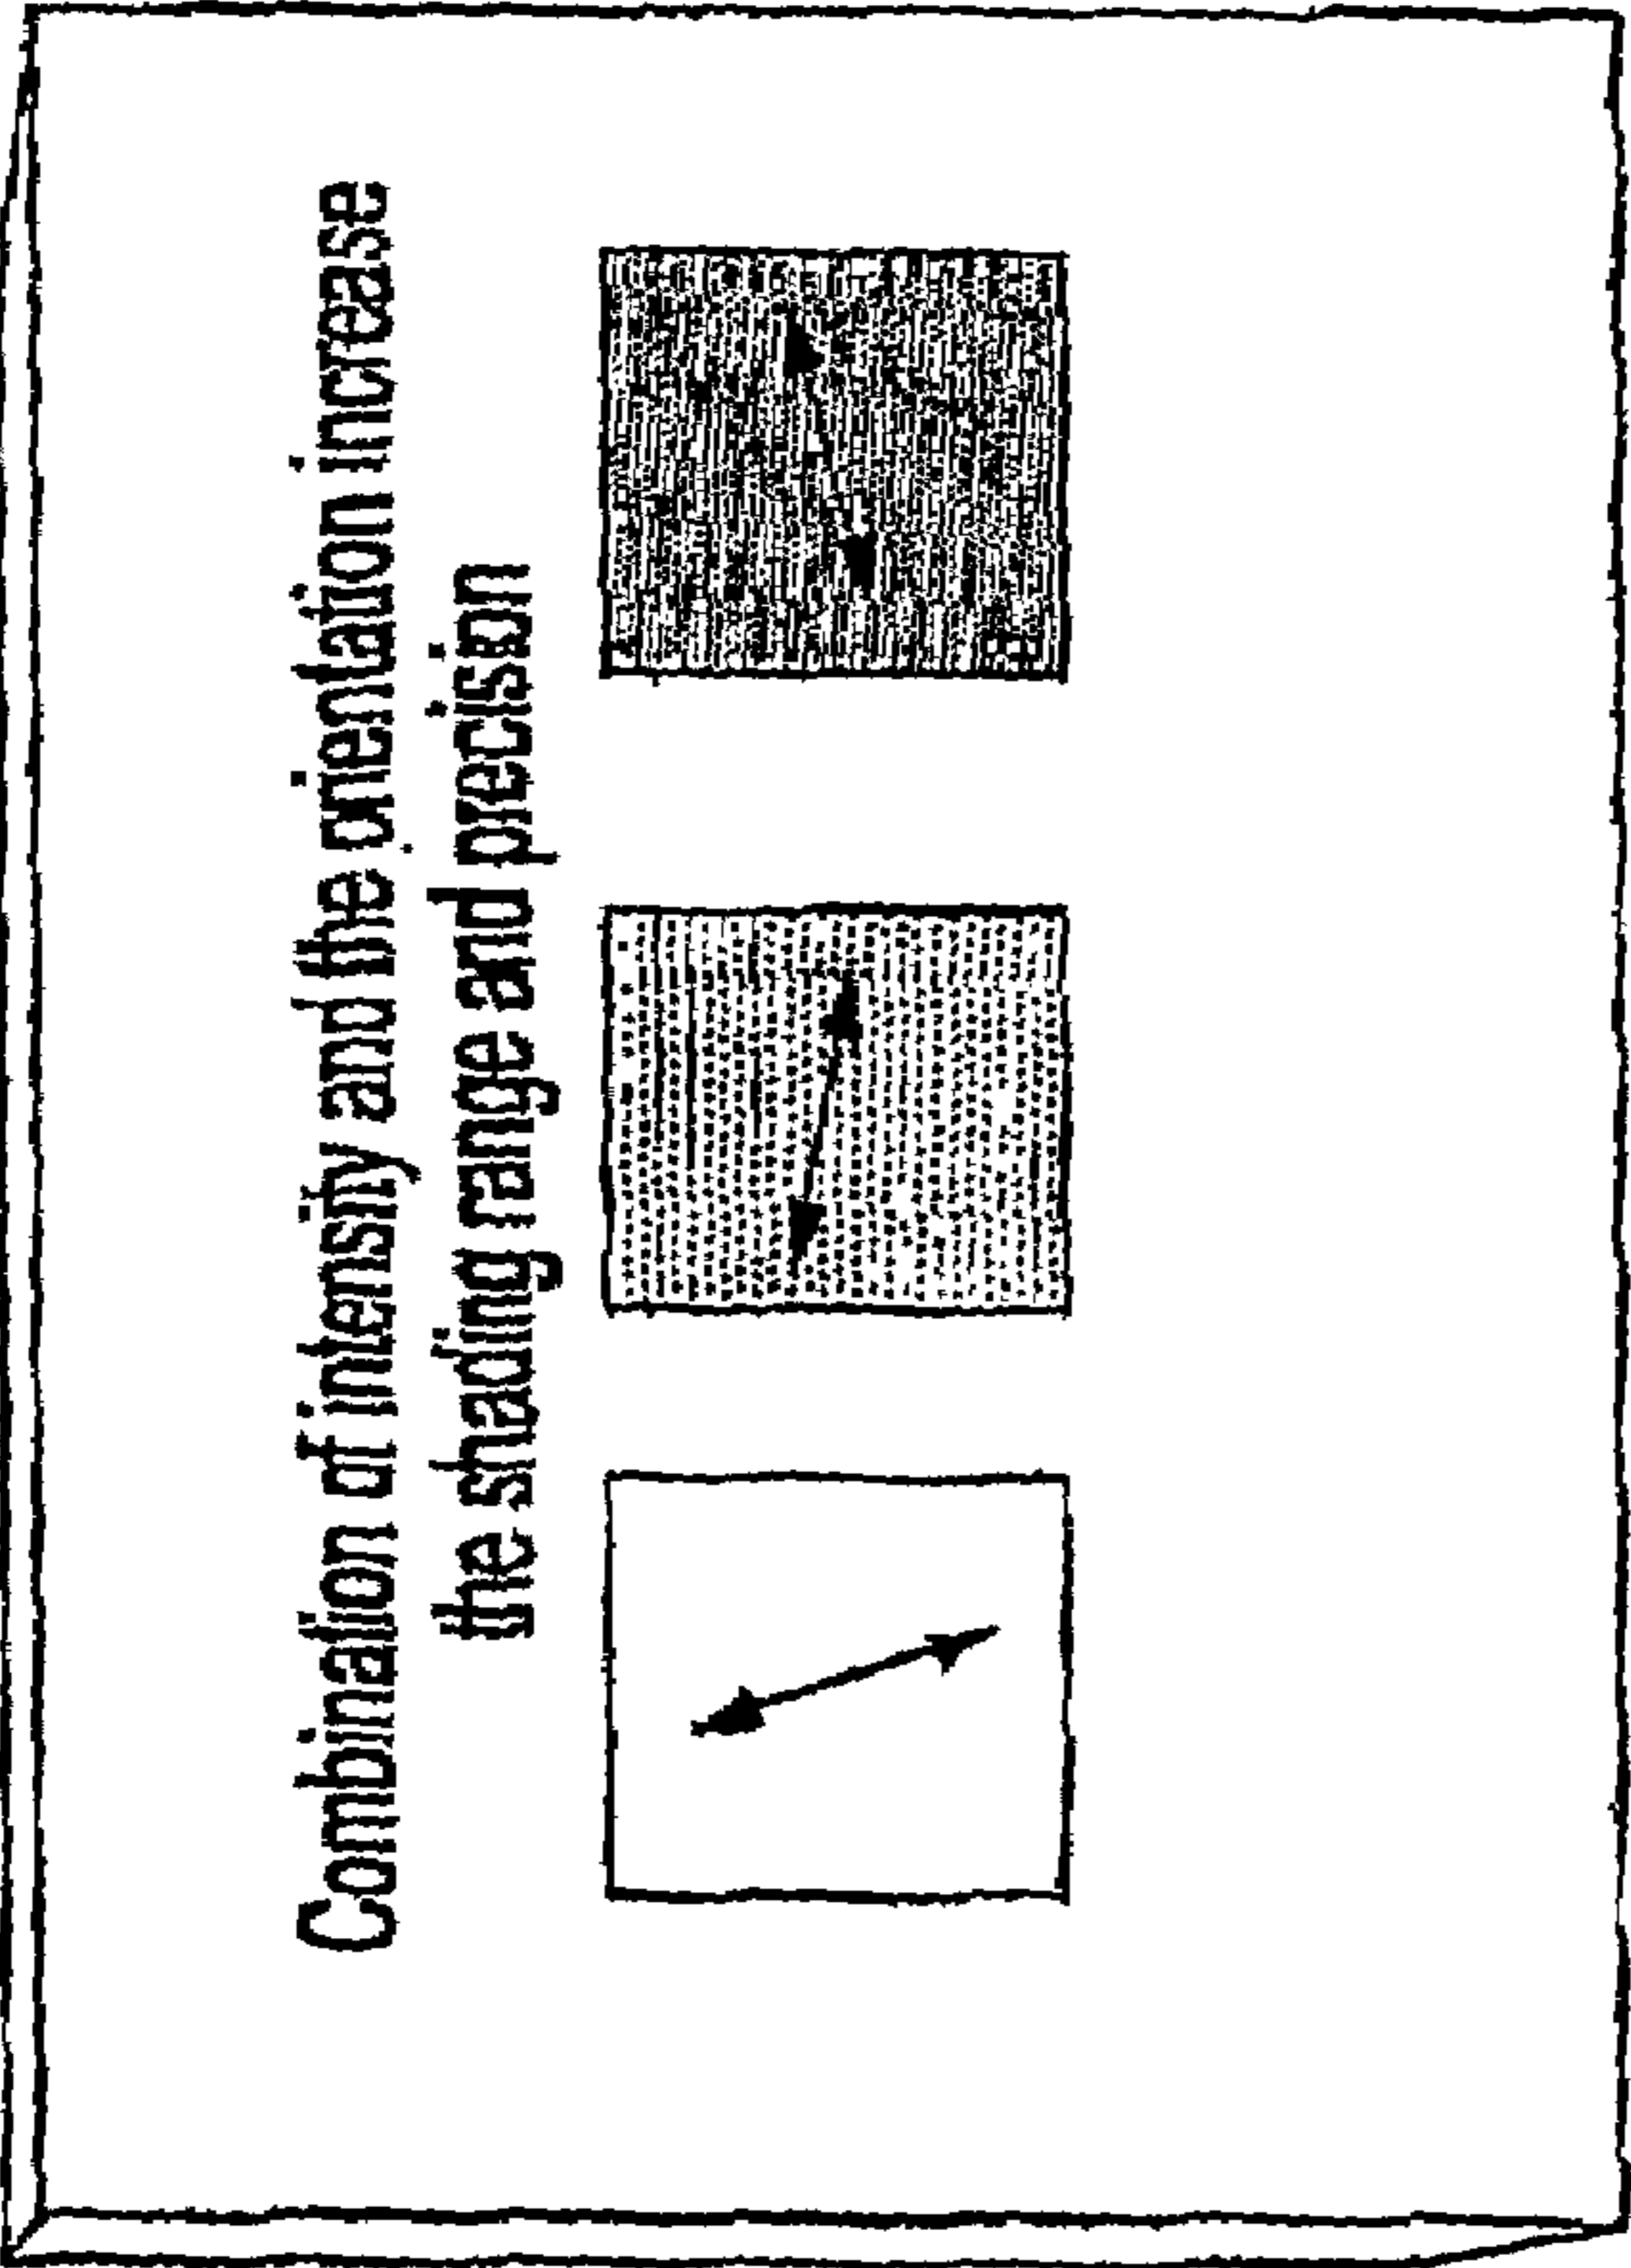 Combination of intensity and the orientation increase
the shading range and precision